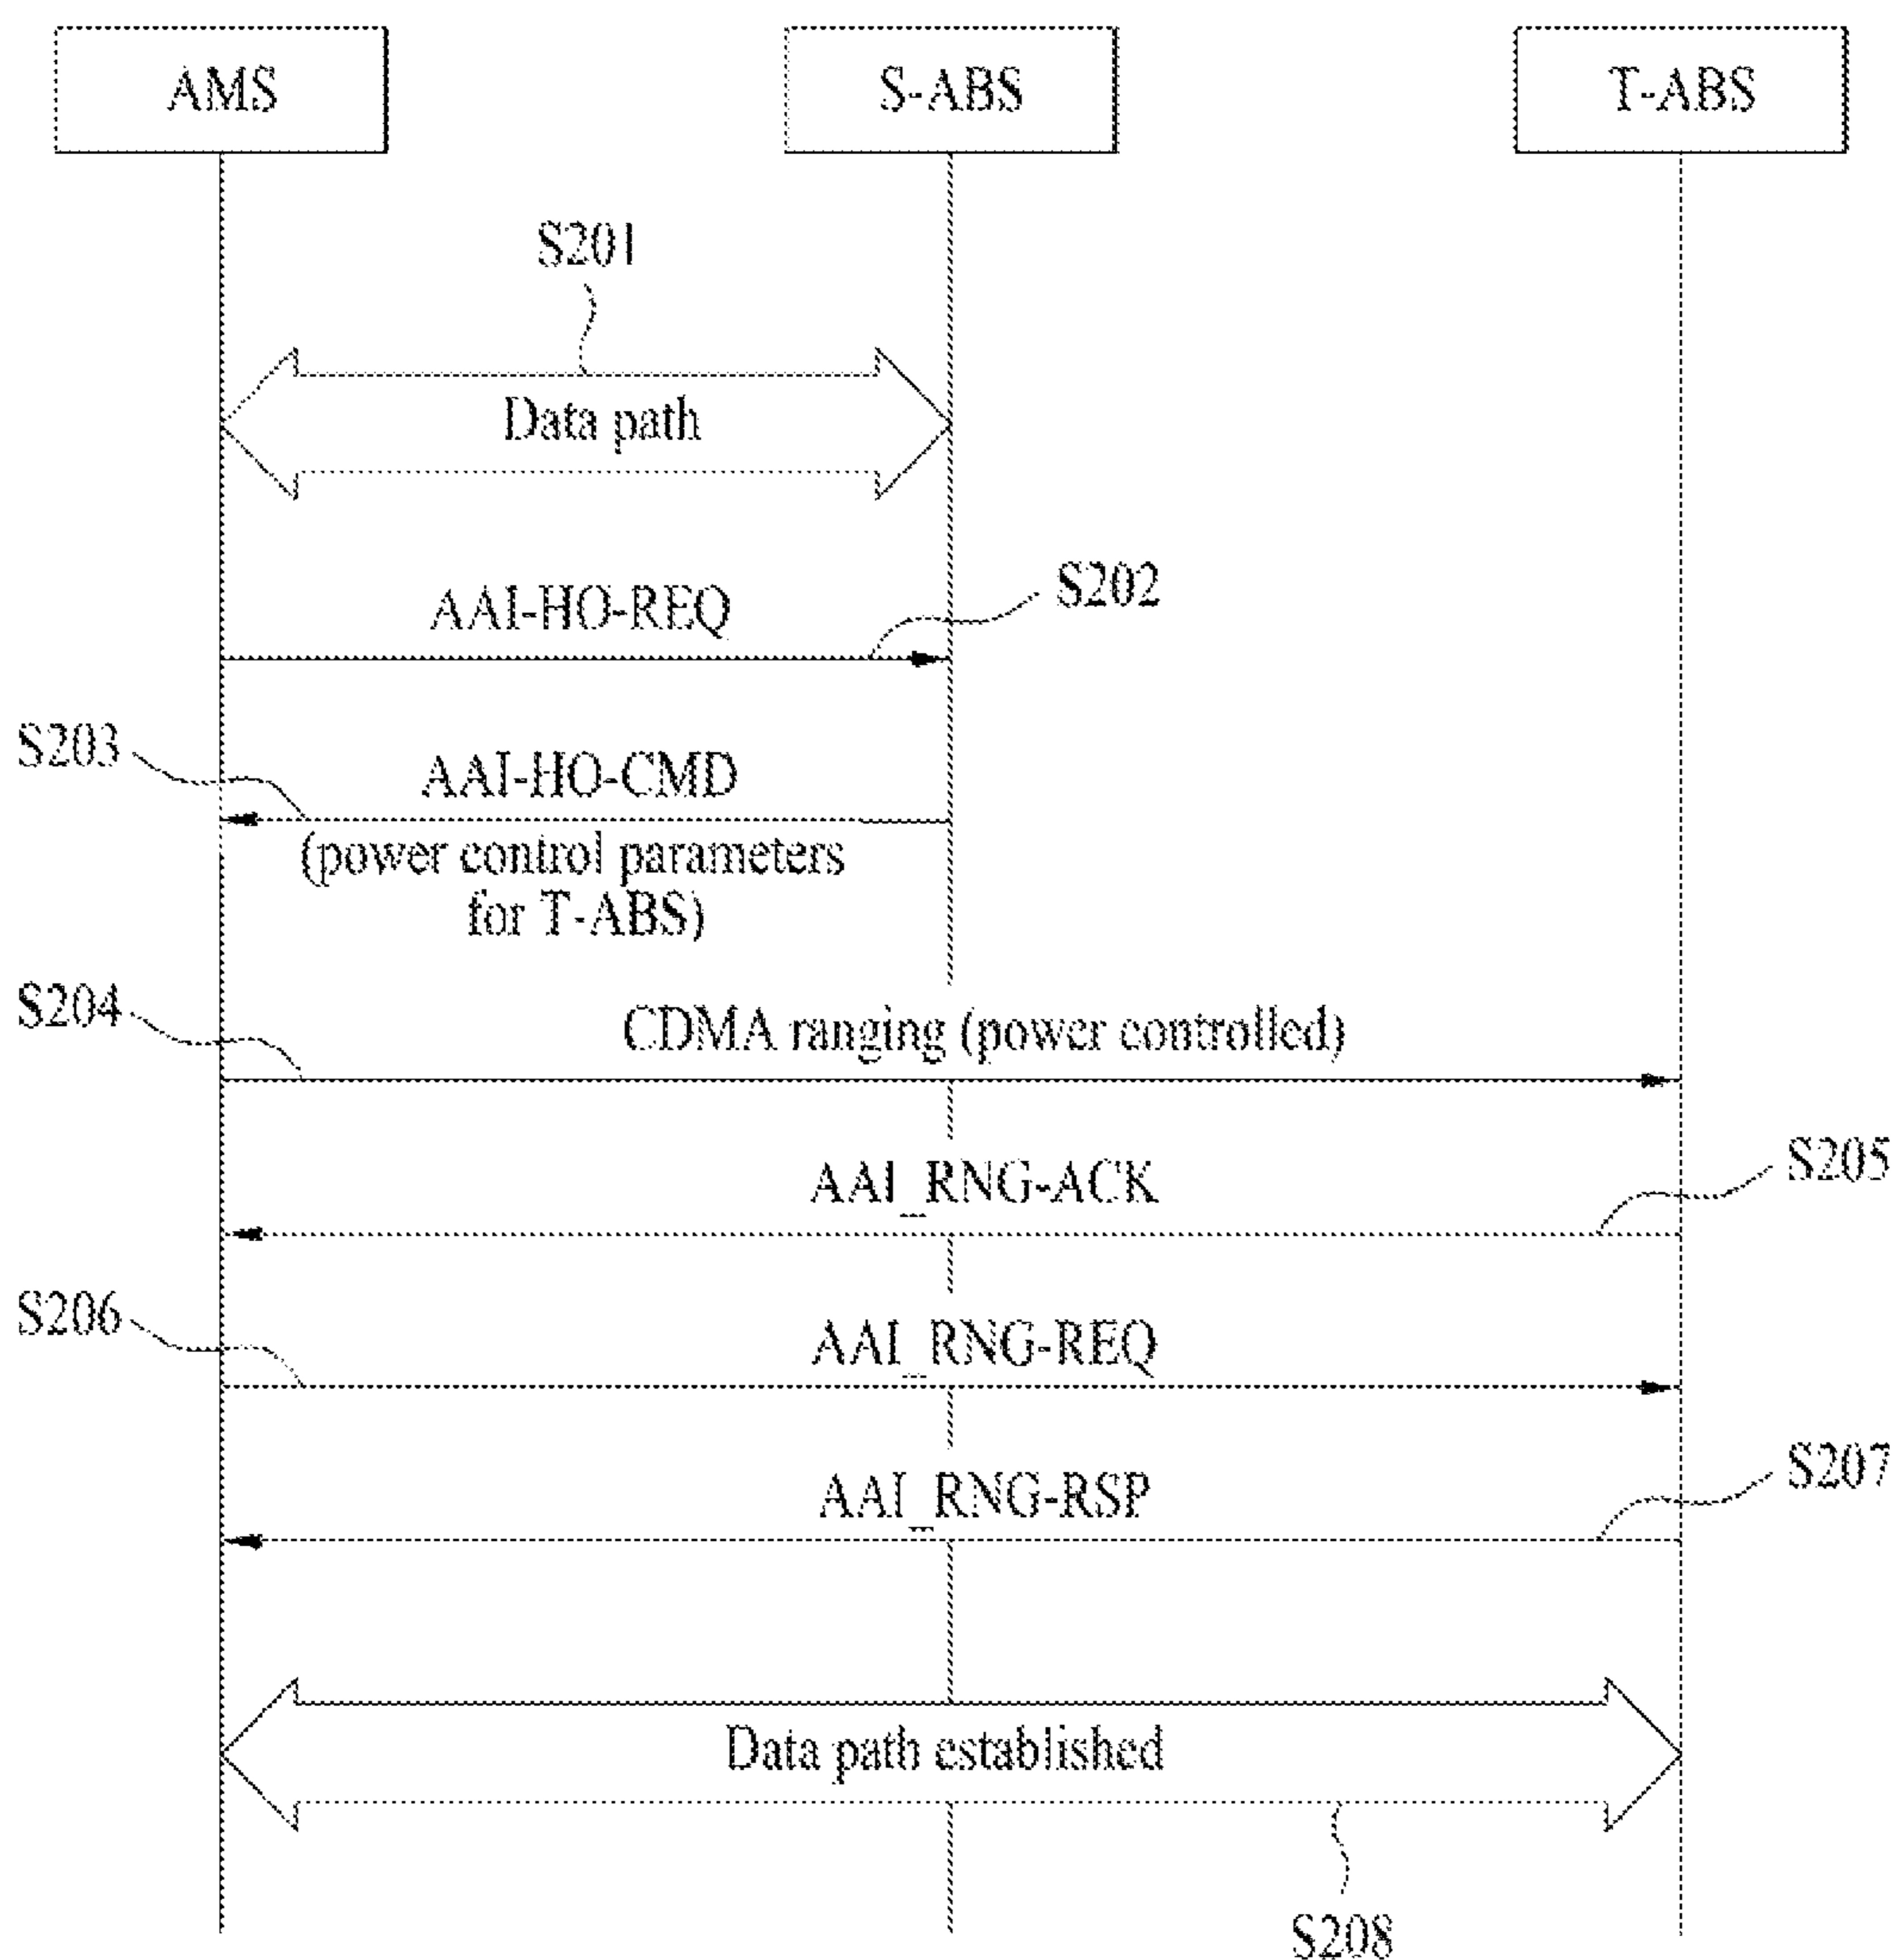 AMS
S-ABS
T-ABS
S201
Data path
S202
AAI-HO-REQ
S203
AAI-HO-CMD
(power control parameters
for T-ABS)
S204
CDMA ranging (power controlled)
S205
AAI_RNG-ACK
S206
AAI_RNG-REQ
S207
AAI_RNG-RSP
Data path established
S208